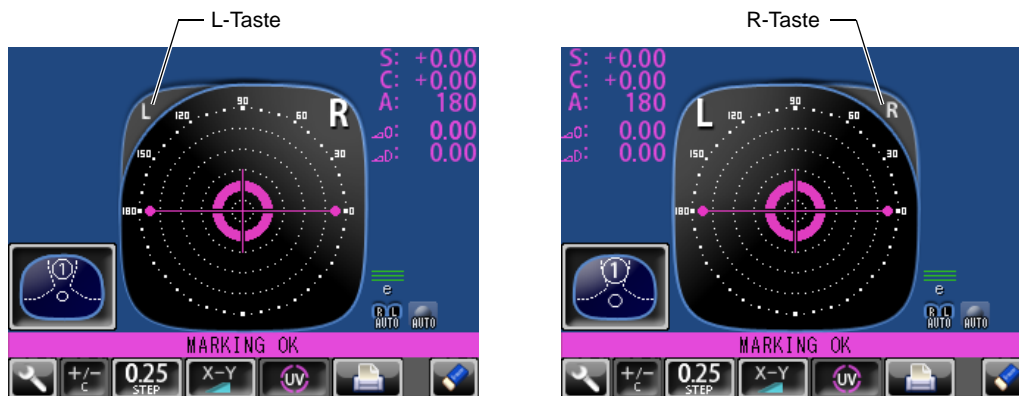 L-Taste
S: +0.00
C: +0.00
A: 180
⊿O: 0.00
⊿D: 0.00
L
R
90
120
60
150
30
180
0
1
e
R L
AUTO
AUTO
MARKING OK
+/-
C
0.25
STEP
X-Y
UV
R-Taste
S: +0.00
C: +0.00
A: 180
⊿O: 0.00
⊿D: 0.00
L
R
90
120
60
150
30
180
0
1
e
R L
AUTO
AUTO
MARKING OK
+/-
C
0.25
STEP
X-Y
UV